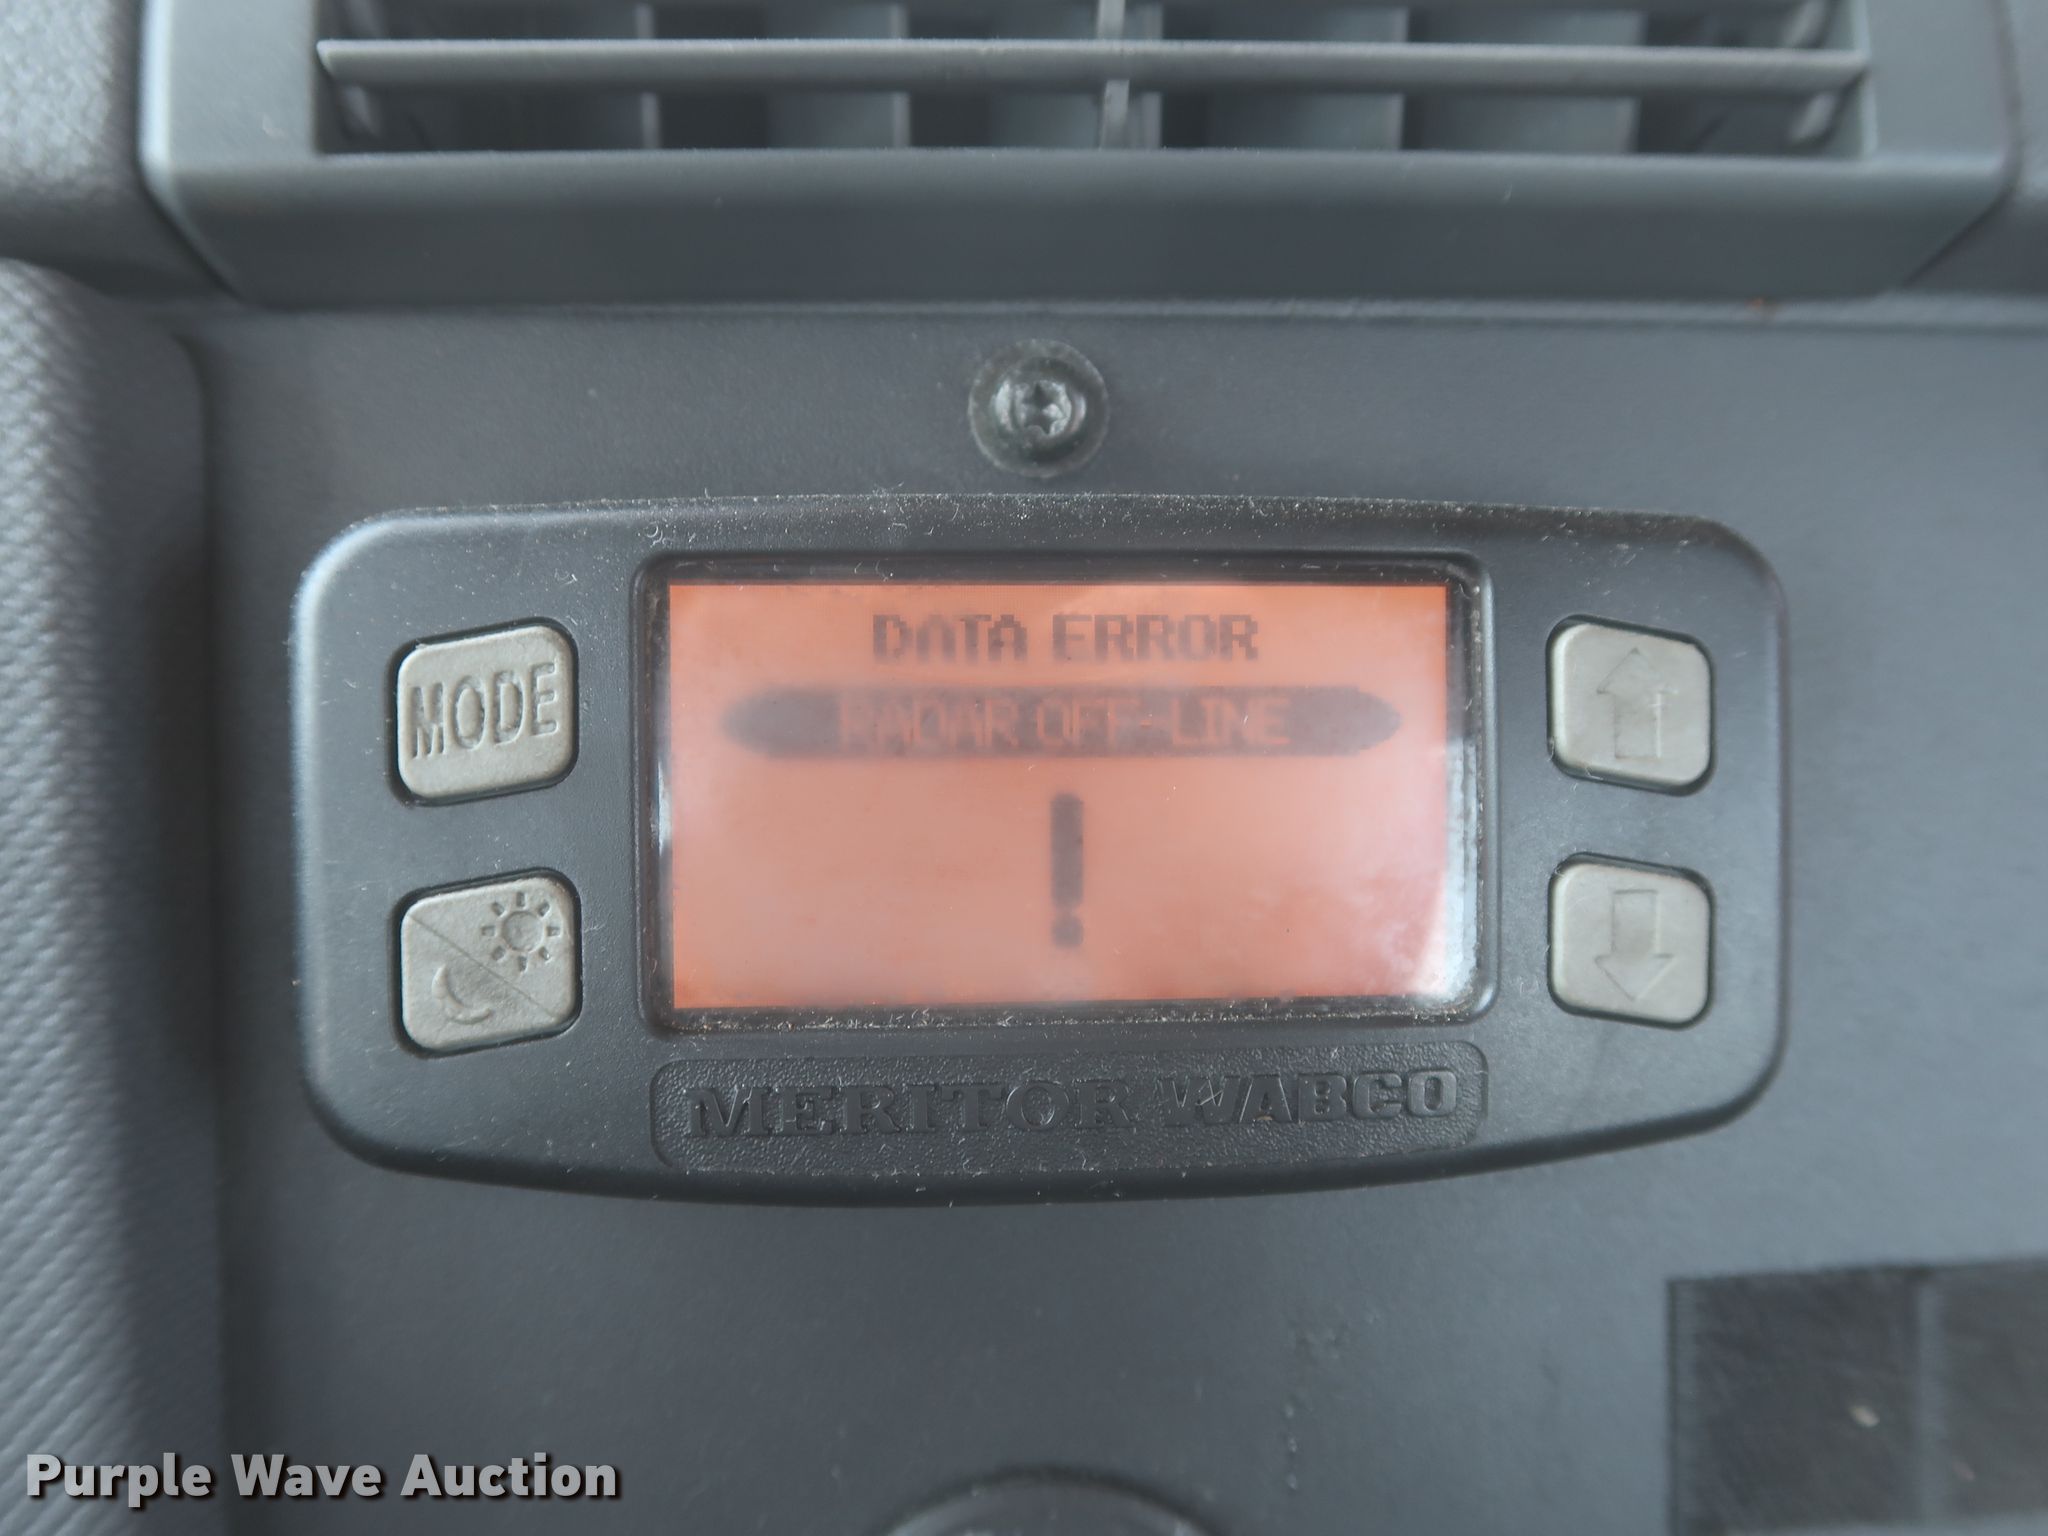 DATA ERROR
RADAR OFF-LINE
!
MODE
MERITOR WABCO
Purple Wave Auction